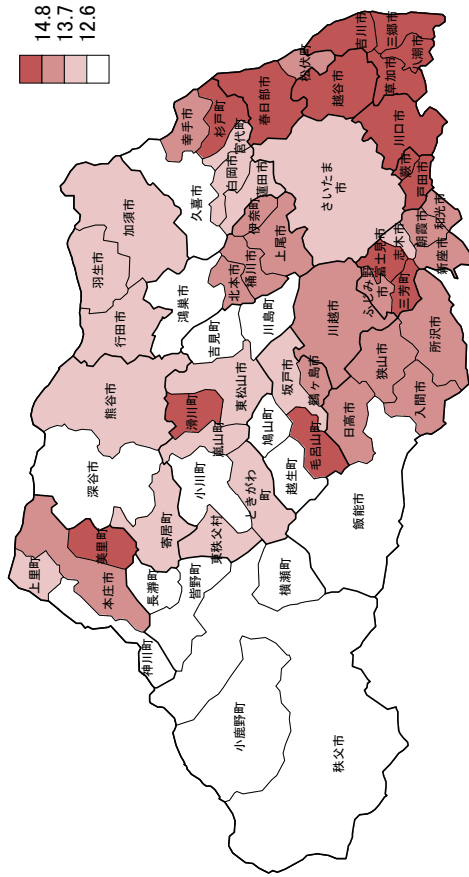 14.8
13.7
12.6
上里町
神川町
本庄市
美里町
深谷市
熊谷市
行田市
羽生市
加須市
長瀞町
寄居町
皆野町
東秩父村
小川町
嵐山町
滑川町
吉見町
鴻巣市
久喜市
幸手市
杉戸町
宮代町
白岡市
蓮田市
伊奈町
北本市
桶川市
上尾市
東松山市
川島町
小鹿野町
ときがわ
町
鳩山町
坂戸市
鶴ヶ島市
越生町
毛呂山町
横瀬町
秩父市
飯能市
日高市
川越市
狭山市
入間市
所沢市
さいたま
市
春日部市
松伏町
越谷市
吉川市
三郷市
草加市
八潮市
川口市
蕨市
戸田市
ふじみ野
市
富士見市
三芳町
志木市
朝霞市
新座市
和光市